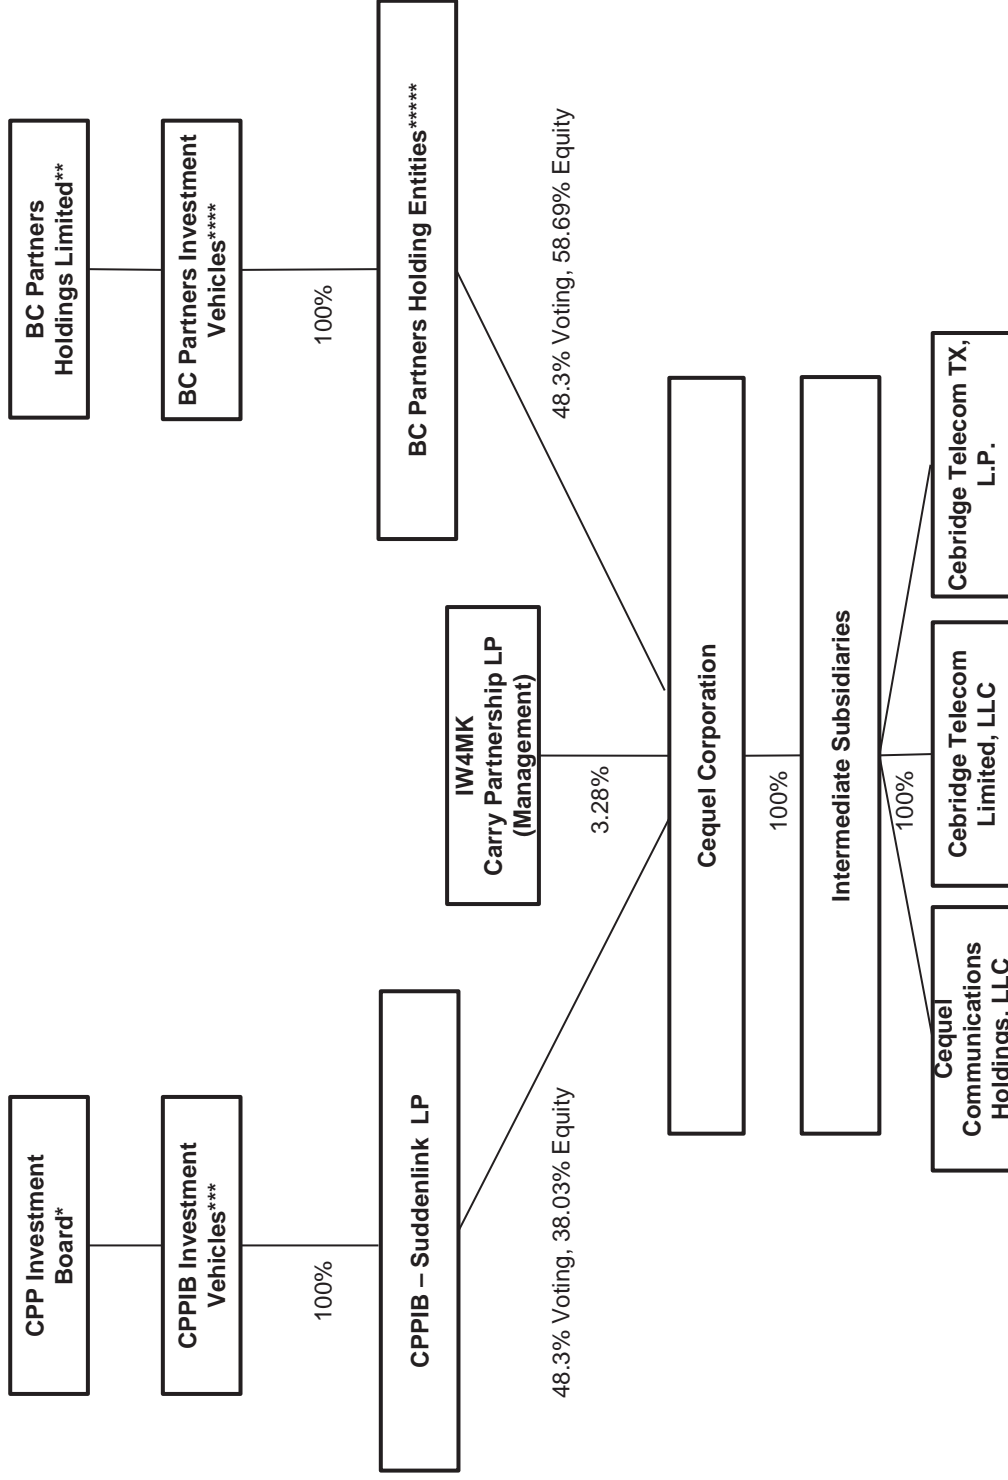 CPP Investment
Board*
BC Partners
Holdings Limited**
CPPIB Investment
Vehicles***
BC Partners Investment
Vehicles****
100%
100%
CPPIB – Suddenlink LP
BC Partners Holding Entities*****
IW4MK
Carry Partnership LP
(Management)
48.3% Voting, 38.03% Equity
3.28%
48.3% Voting, 58.69% Equity
Cequel Corporation
100%
Intermediate Subsidiaries
100%
Cequel
Communications
Holdings, LLC
Cebridge Telecom
Limited, LLC
Cebridge Telecom TX,
L.P.